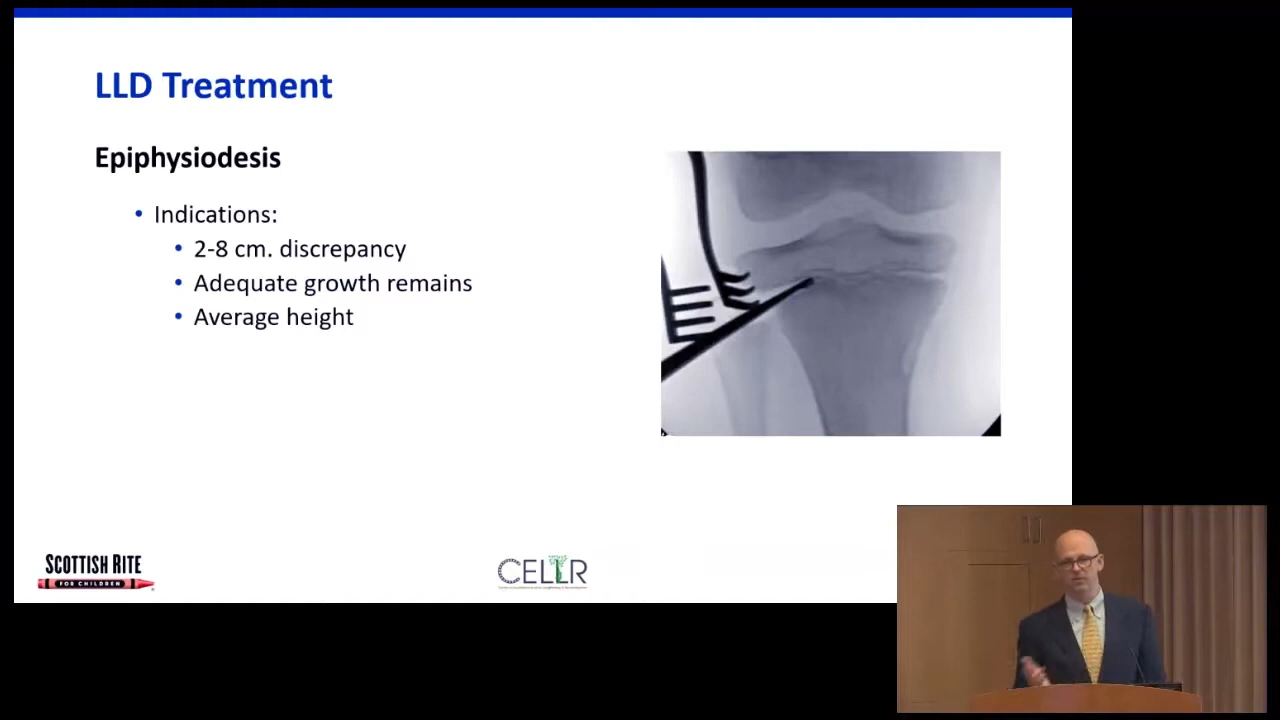 LLD Treatment
Epiphysiodesis
• Indications:
• 2-8 cm. discrepancy
• Adequate growth remains
• Average height
SCOTTISH RITE
FOR CHILDREN
CELLR